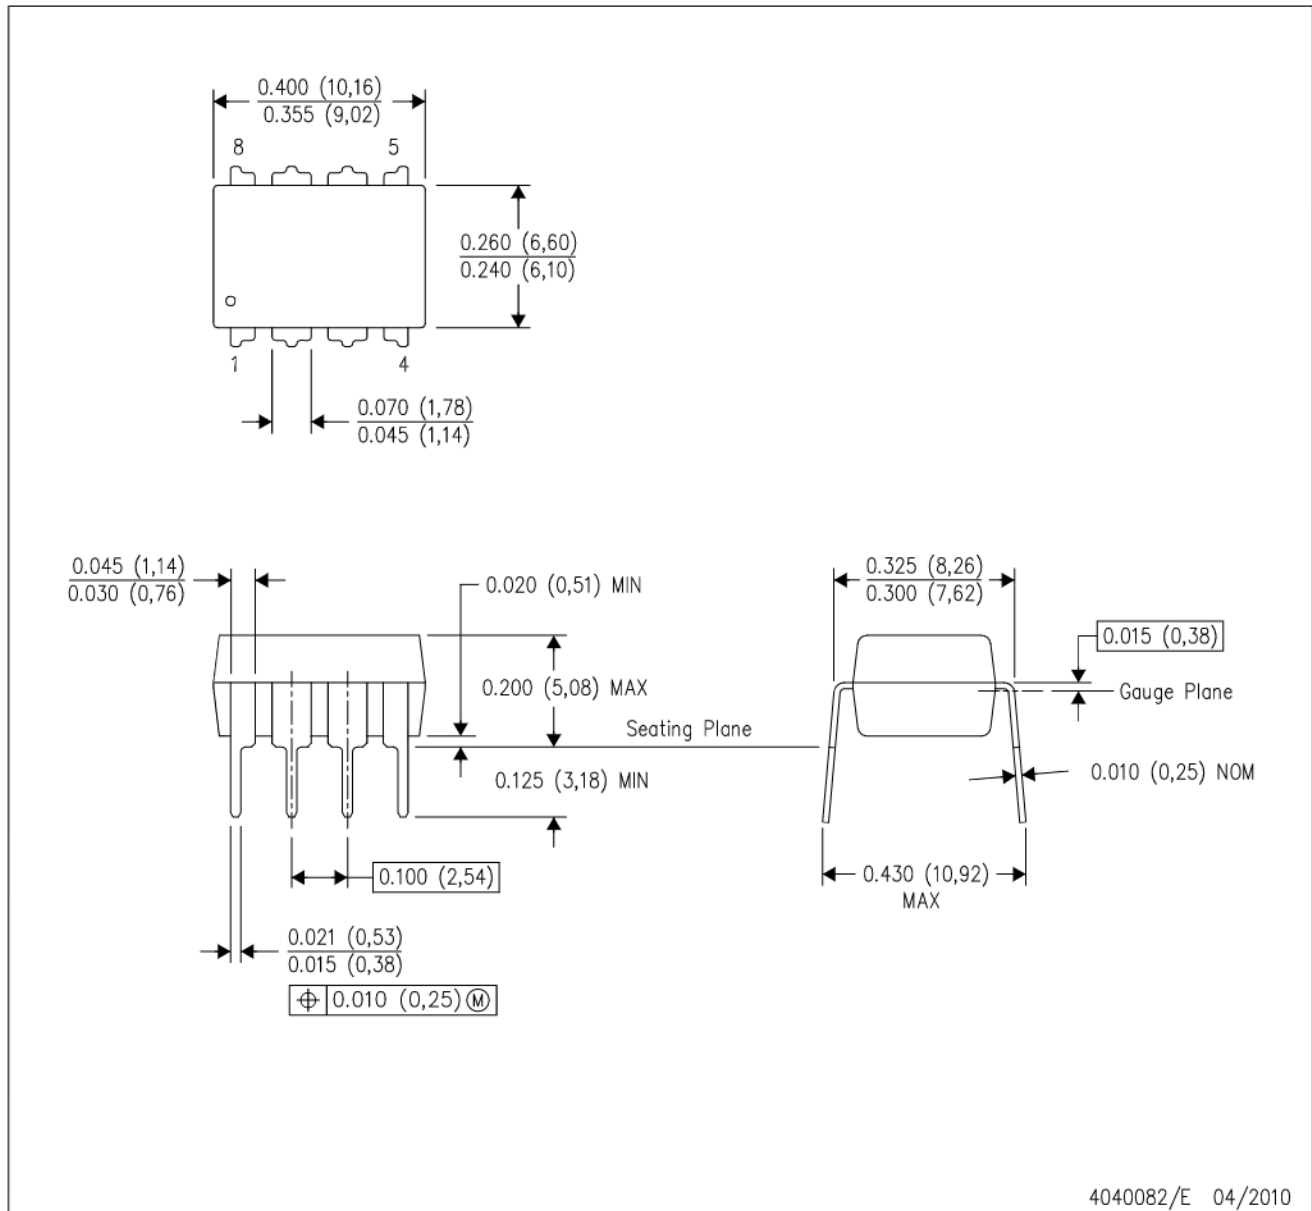 0.400 (10,16)
0.355 (9,02)
8 5
0.260 (6,60)
0.240 (6,10)
1 4
0.070 (1,78)
0.045 (1,14)
0.045 (1,14)
0.030 (0,76)
0.020 (0,51) MIN
0.200 (5,08) MAX
Seating Plane
0.125 (3,18) MIN
0.100 (2,54)
0.021 (0,53)
0.015 (0,38)
⌖ 0.010 (0,25) Ⓜ
0.325 (8,26)
0.300 (7,62)
0.015 (0,38)
Gauge Plane
0.010 (0,25) NOM
0.430 (10,92)
MAX
4040082/E 04/2010